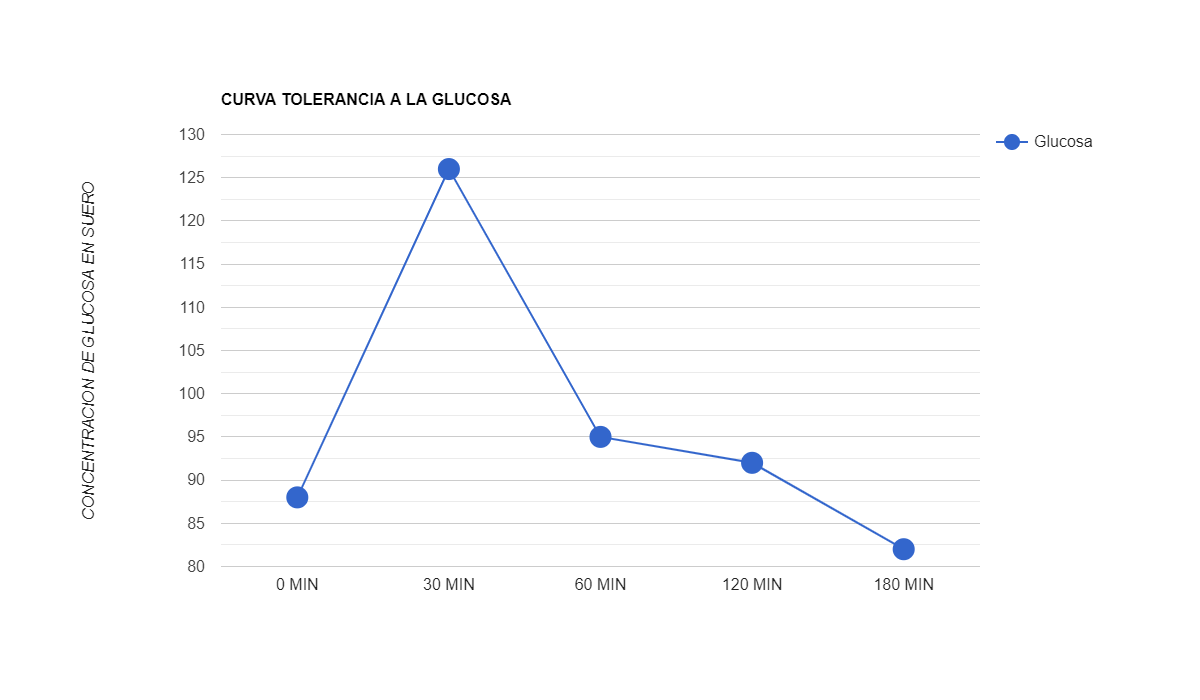 CURVA TOLERANCIA A LA GLUCOSA
Glucosa
CONCENTRACION DE GLUCOSA EN SUERO
130
125
120
115
110
105
100
95
90
85
80
0 MIN
30 MIN
60 MIN
120 MIN
180 MIN